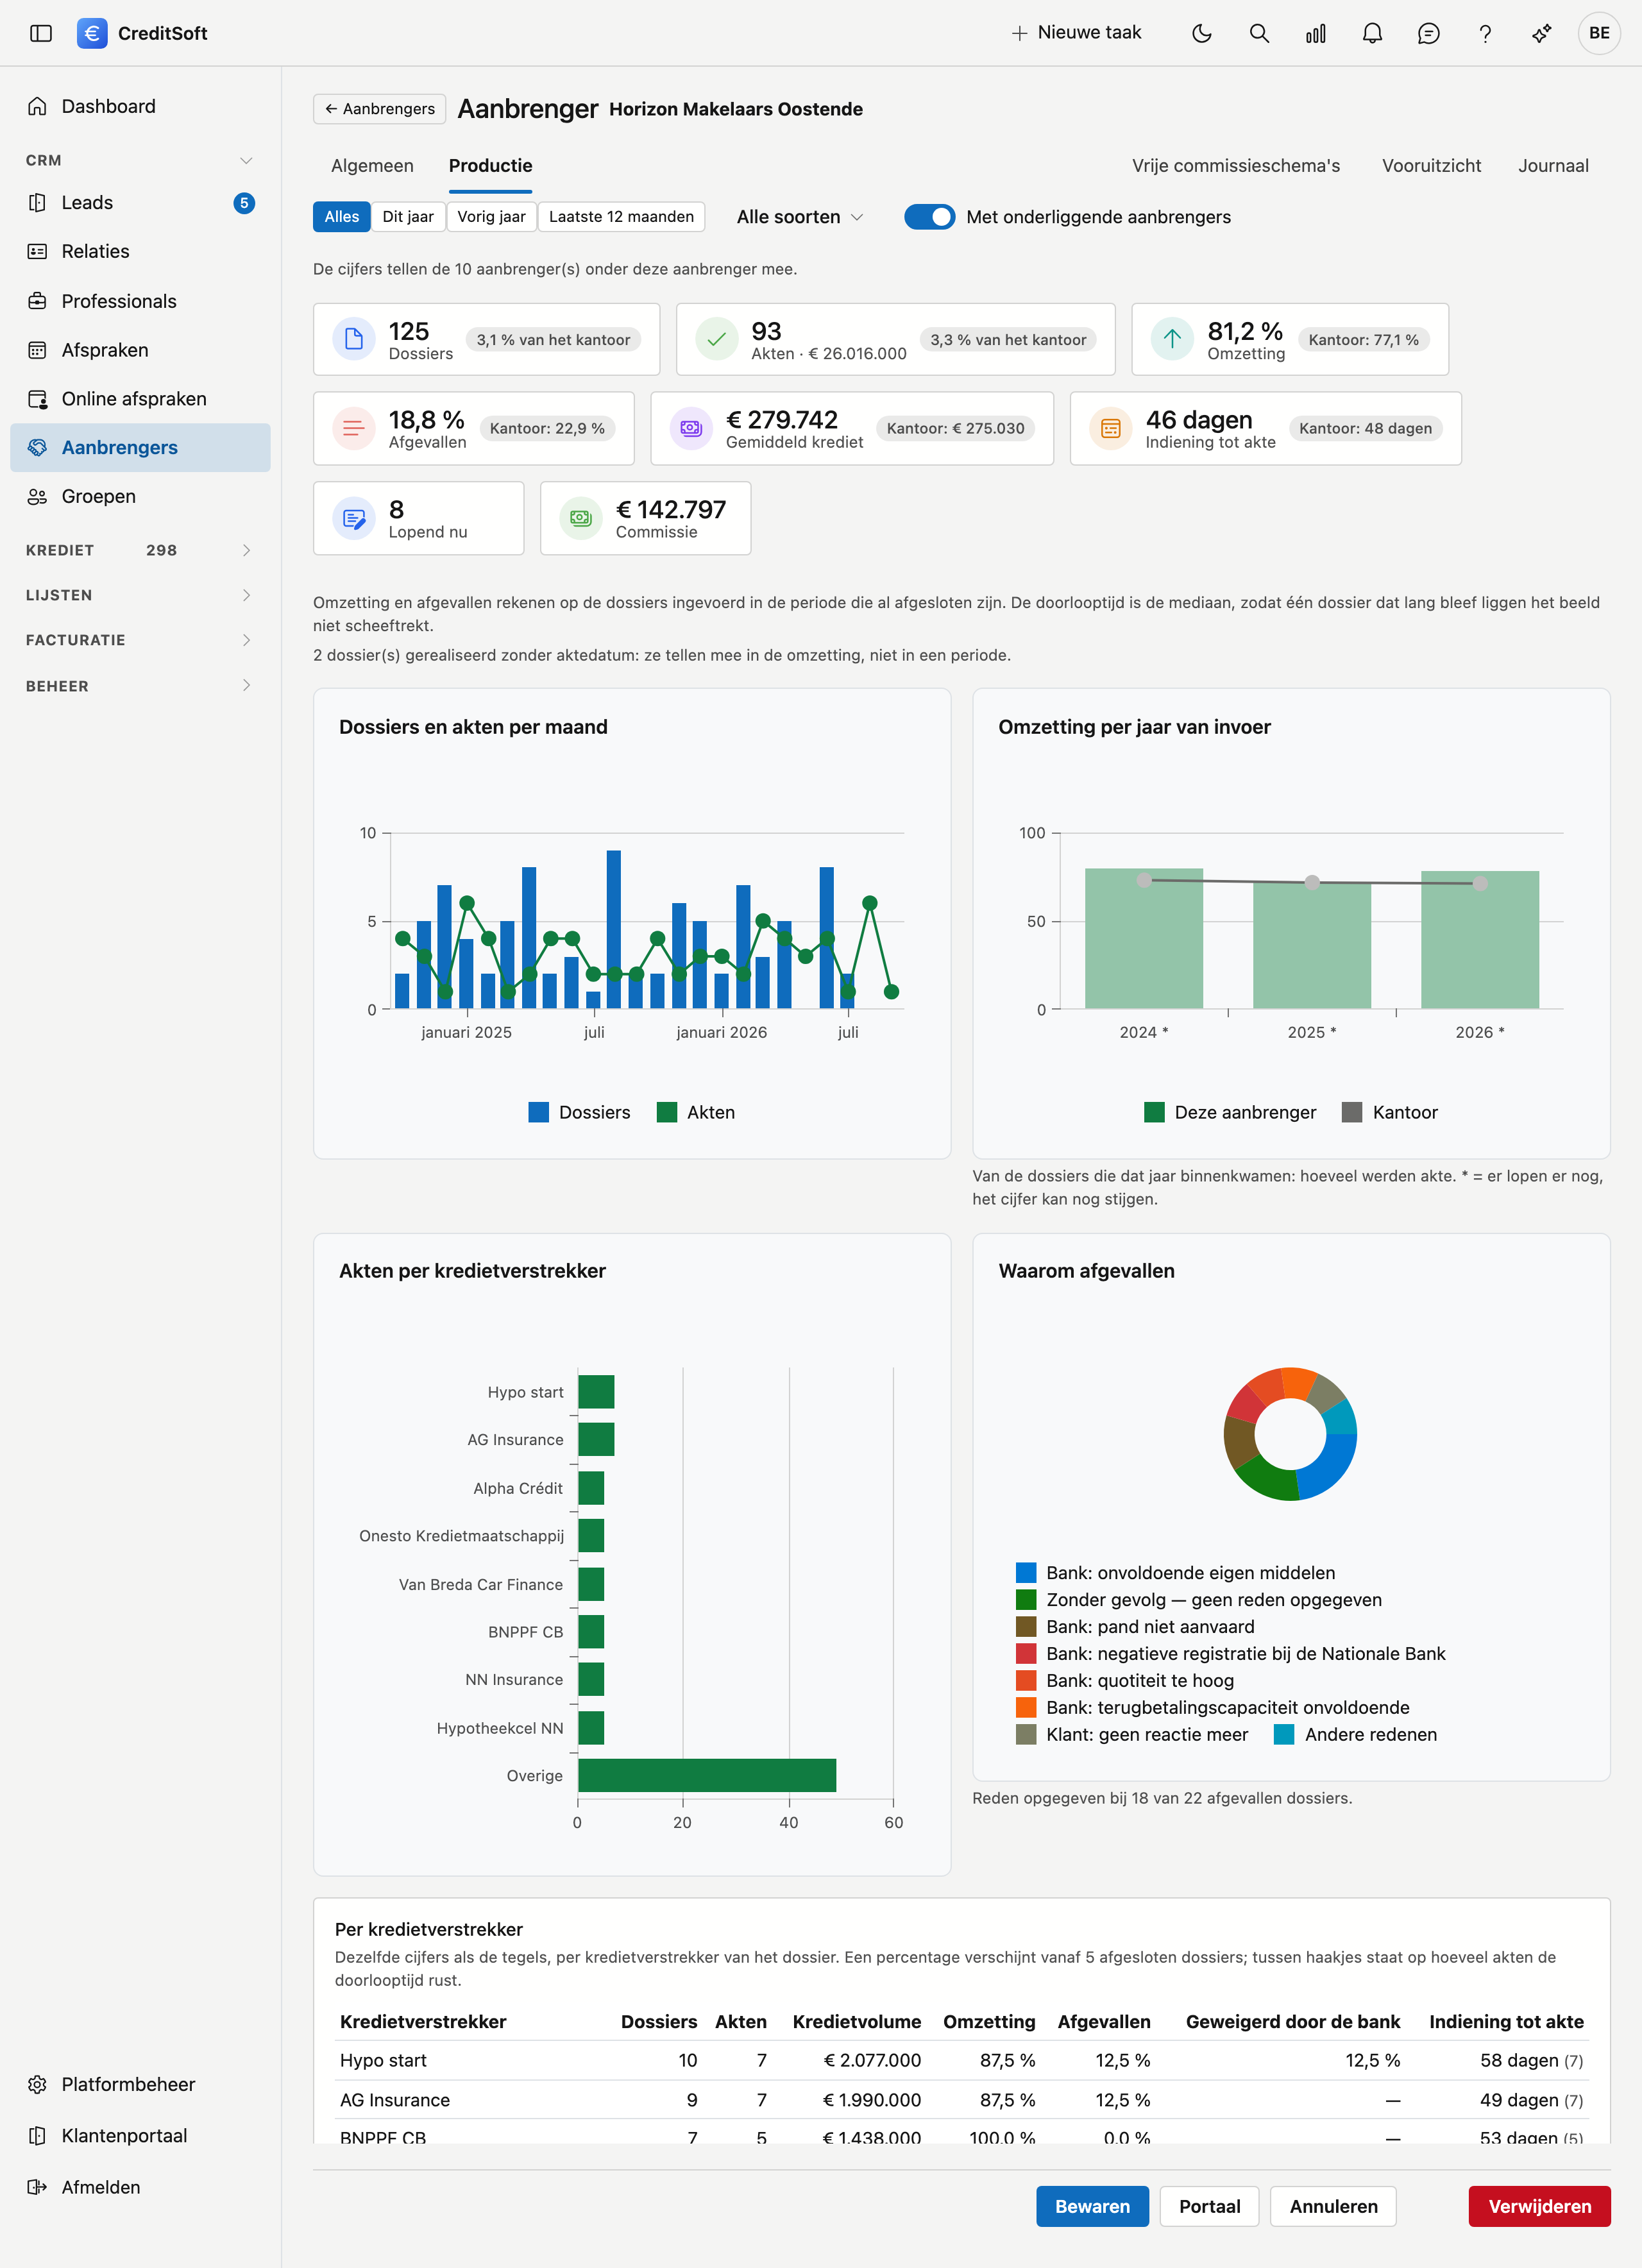 CreditSoft
Nieuwe taak
BE
Dashboard
CRM
Leads 5
Relaties
Professionals
Afspraken
Online afspraken
Aanbrengers
Groepen
KREDIET 298
LIJSTEN
FACTURATIE
BEHEER
Platformbeheer
Klantenportaal
Afmelden
← Aanbrengers Aanbrenger Horizon Makelaars Oostende
Algemeen Productie Vrije commissieschema's Vooruitzicht Journaal
Alles Dit jaar Vorig jaar Laatste 12 maanden Alle soorten Met onderliggende aanbrengers
De cijfers tellen de 10 aanbrenger(s) onder deze aanbrenger mee.
125
Dossiers
3,1 % van het kantoor
93
Akten · € 26.016.000
3,3 % van het kantoor
81,2 %
Omzetting
Kantoor: 77,1 %
18,8 %
Afgevallen
Kantoor: 22,9 %
€ 279.742
Gemiddeld krediet
Kantoor: € 275.030
46 dagen
Indiening tot akte
Kantoor: 48 dagen
8
Lopend nu
€ 142.797
Commissie
Omzetting en afgevallen rekenen op de dossiers ingevoerd in de periode die al afgesloten zijn. De doorlooptijd is de mediaan, zodat één dossier dat lang bleef liggen het beeld
niet scheeftrekt.
2 dossier(s) gerealiseerd zonder aktedatum: ze tellen mee in de omzetting, niet in een periode.
Dossiers en akten per maand
10
5
0
januari 2025 juli januari 2026 juli
Dossiers Akten
Omzetting per jaar van invoer
100
50
0
2024 * 2025 * 2026 *
Deze aanbrenger Kantoor
Van de dossiers die dat jaar binnenkwamen: hoeveel werden akte. * = er lopen er nog,
het cijfer kan nog stijgen.
Akten per kredietverstrekker
Hypo start
AG Insurance
Alpha Crédit
Onesto Kredietmaatschappij
Van Breda Car Finance
BNPPF CB
NN Insurance
Hypotheekcel NN
Overige
0 20 40 60
Waarom afgevallen
Bank: onvoldoende eigen middelen
Zonder gevolg — geen reden opgegeven
Bank: pand niet aanvaard
Bank: negatieve registratie bij de Nationale Bank
Bank: quotiteit te hoog
Bank: terugbetalingscapaciteit onvoldoende
Klant: geen reactie meer Andere redenen
Reden opgegeven bij 18 van 22 afgevallen dossiers.
Per kredietverstrekker
Dezelfde cijfers als de tegels, per kredietverstrekker van het dossier. Een percentage verschijnt vanaf 5 afgesloten dossiers; tussen haakjes staat op hoeveel akten de
doorlooptijd rust.
Kredietverstrekker Dossiers Akten Kredietvolume Omzetting Afgevallen Geweigerd door de bank Indiening tot akte
Hypo start 10 7 € 2.077.000 87,5 % 12,5 % 12,5 % 58 dagen (7)
AG Insurance 9 7 € 1.990.000 87,5 % 12,5 % — 49 dagen (7)
BNPPF CB 7 5 € 1.438.000 100,0 % 0,0 % — 53 dagen (5)
Bewaren Portaal Annuleren Verwijderen